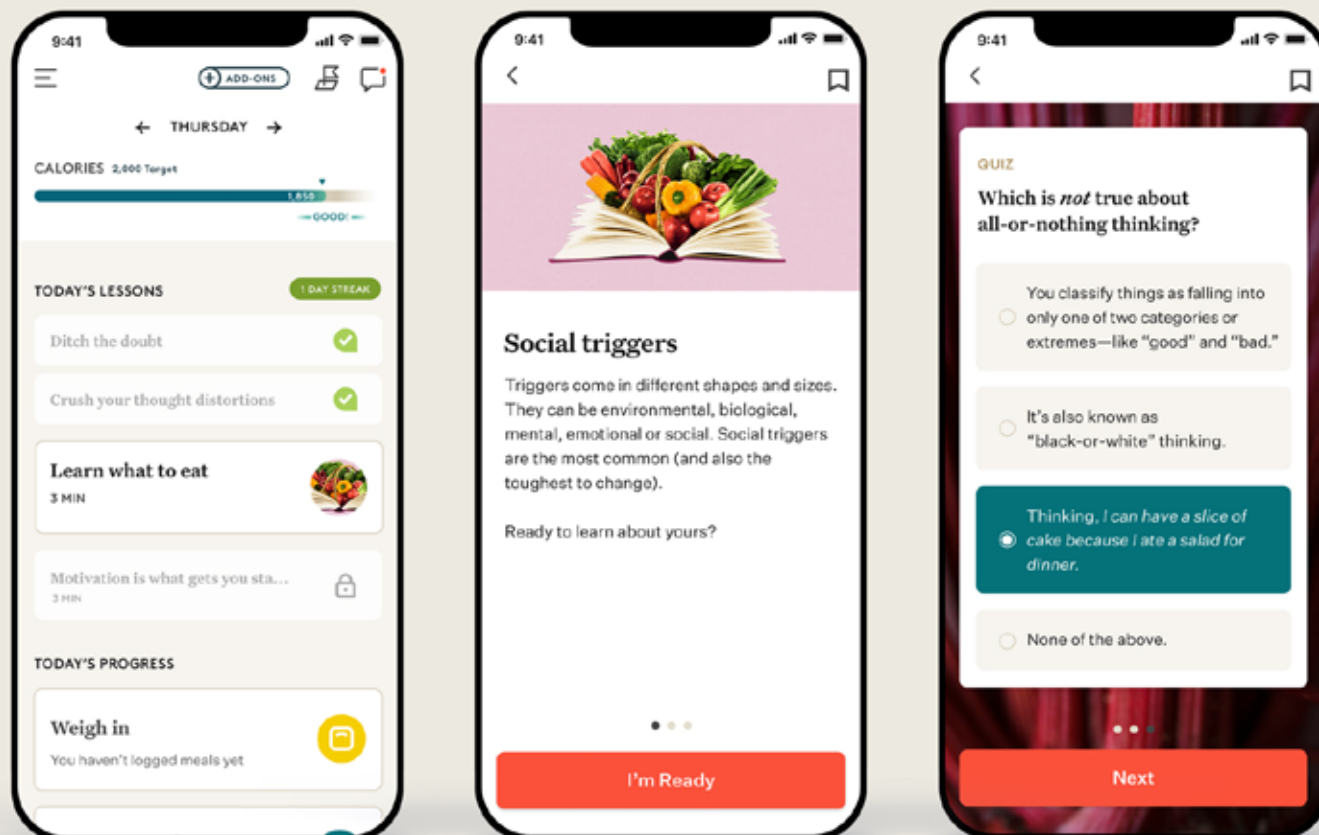 9:41
ADD-ONS
THURSDAY
CALORIES 2,000 Target
1,850
GOOD!
TODAY'S LESSONS
1 DAY STREAK
Ditch the doubt
Crush your thought distortions
Learn what to eat
3 MIN
Motivation is what gets you sta...
3 MIN
TODAY'S PROGRESS
Weigh in
You haven't logged meals yet
9:41
Social triggers
Triggers come in different shapes and sizes.
They can be environmental, biological,
mental, emotional or social. Social triggers
are the most common (and also the
toughest to change).
Ready to learn about yours?
I'm Ready
9:41
QUIZ
Which is not true about
all-or-nothing thinking?
You classify things as falling into
only one of two categories or
extremes—like “good” and “bad.”
It's also known as
“black-or-white” thinking.
Thinking, I can have a slice of
cake because I ate a salad for
dinner.
None of the above.
Next